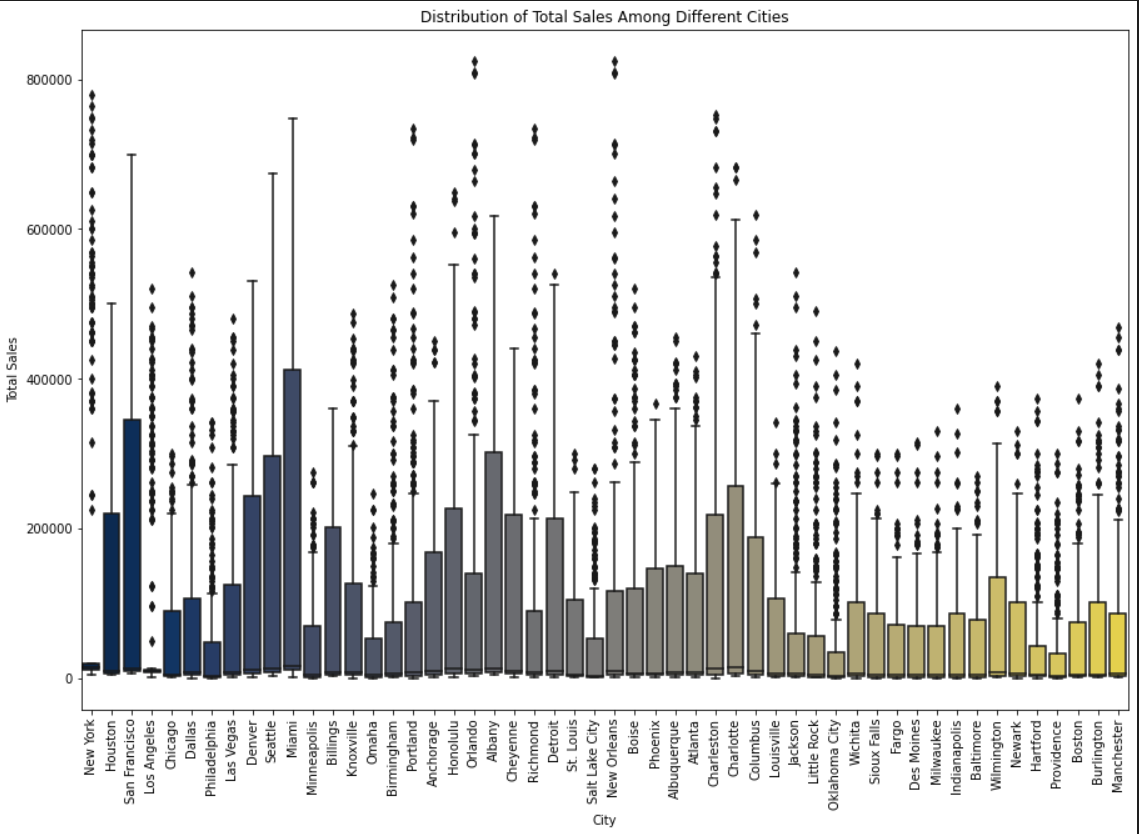 Distribution of Total Sales Among Different Cities
Total Sales
800000
600000
400000
200000
0
New York
Houston
San Francisco
Los Angeles
Chicago
Dallas
Philadelphia
Las Vegas
Denver
Seattle
Miami
Minneapolis
Billings
Knoxville
Omaha
Birmingham
Portland
Anchorage
Honolulu
Orlando
Albany
Cheyenne
Richmond
Detroit
St. Louis
Salt Lake City
New Orleans
Boise
Phoenix
Albuquerque
Atlanta
Charleston
Charlotte
Columbus
Louisville
Jackson
Little Rock
Oklahoma City
Wichita
Sioux Falls
Fargo
Des Moines
Milwaukee
Indianapolis
Baltimore
Wilmington
Newark
Hartford
Providence
Boston
Burlington
Manchester
City